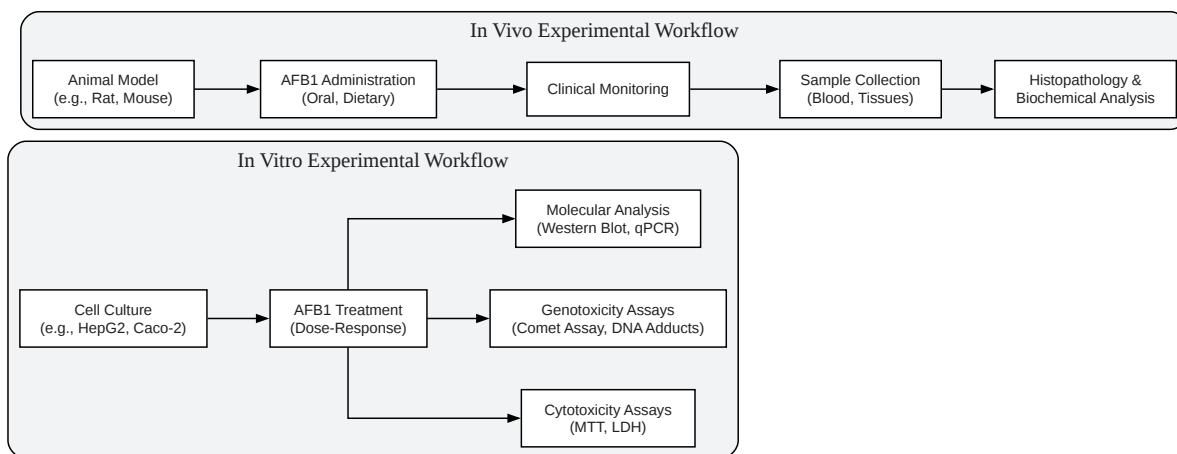 In Vivo Experimental Workflow
Animal Model
(e.g., Rat, Mouse)
AFB1 Administration
(Oral, Dietary)
Clinical Monitoring
Sample Collection
(Blood, Tissues)
Histopathology &
Biochemical Analysis
In Vitro Experimental Workflow
Cell Culture
(e.g., HepG2, Caco-2)
AFB1 Treatment
(Dose-Response)
Molecular Analysis
(Western Blot, qPCR)
Genotoxicity Assays
(Comet Assay, DNA Adducts)
Cytotoxicity Assays
(MTT, LDH)